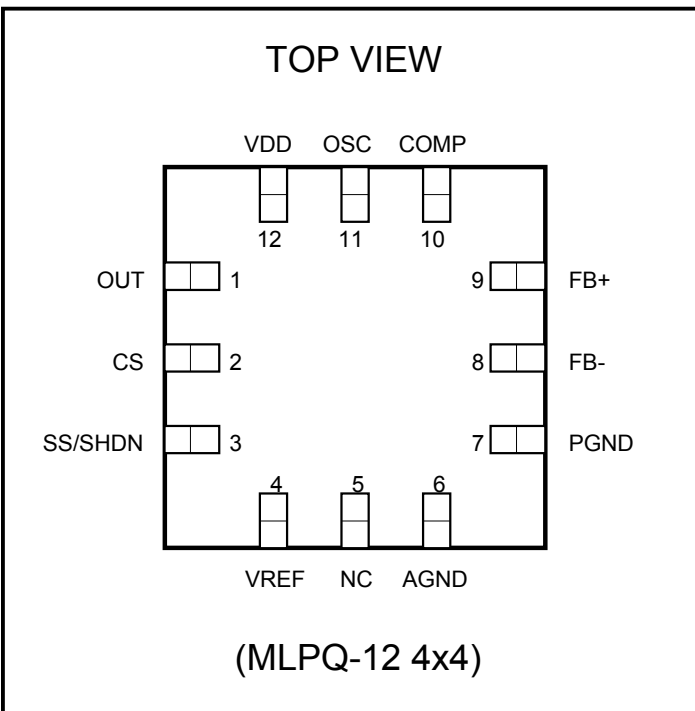 TOP VIEW
VDD OSC COMP
12 11 10
OUT 1 9 FB+
CS 2 8 FB-
SS/SHDN 3 7 PGND
4 5 6
VREF NC AGND
(MLPQ-12 4x4)